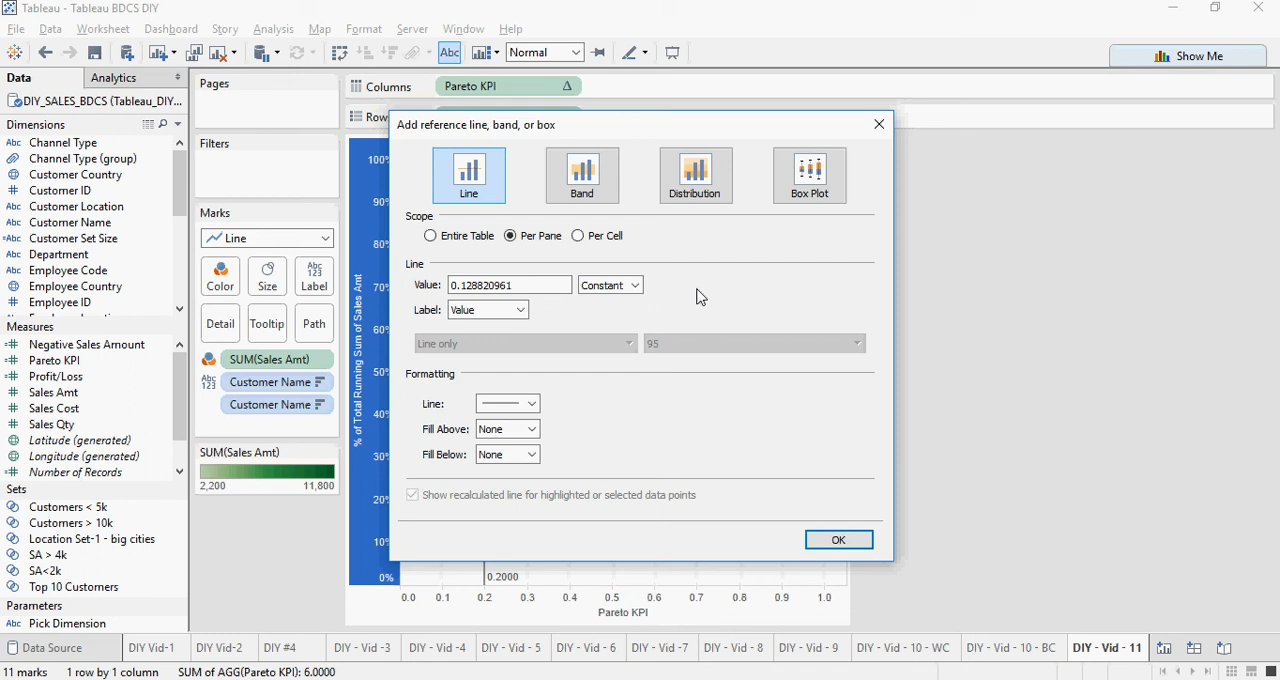 Tableau - Tableau BDCS DIY
File Data Worksheet Dashboard Story Analysis Map Format Server Window Help
Abc Normal Show Me
Data Analytics
DIY_SALES_BDCS (Tableau_DIY...
Dimensions
Abc Channel Type
Channel Type (group)
Customer Country
# Customer ID
Abc Customer Location
Abc Customer Name
=Abc Customer Set Size
Abc Department
Abc Employee Code
Employee Country
# Employee ID
Measures
=# Negative Sales Amount
=# Pareto KPI
=# Profit/Loss
# Sales Amt
# Sales Cost
# Sales Qty
Latitude (generated)
Longitude (generated)
=# Number of Records
Sets
Customers < 5k
Customers > 10k
Location Set-1 - big cities
SA > 4k
SA<2k
Top 10 Customers
Parameters
Abc Pick Dimension
Pages
Filters
Marks
Line
Color Size Abc 123 Label
Detail Tooltip Path
SUM(Sales Amt)
Abc 123 Customer Name
Customer Name
SUM(Sales Amt)
2,200 11,800
Columns Pareto KPI Δ
Row
Add reference line, band, or box
Line Band Distribution Box Plot
Scope
Entire Table Per Pane Per Cell
Line
Value: 0.128820961 Constant
Label: Value
Line only 95
Formatting
Line:
Fill Above: None
Fill Below: None
Show recalculated line for highlighted or selected data points
OK
% of Total Running Sum of Sales Amt
100%
90%
80%
70%
60%
50%
40%
30%
20%
10%
0%
0.2000
0.0 0.1 0.2 0.3 0.4 0.5 0.6 0.7 0.8 0.9 1.0
Pareto KPI
Data Source DIY Vid-1 DIY Vid-2 DIY #4 DIY - Vid - 3 DIY - Vid -4 DIY - Vid - 5 DIY - Vid - 6 DIY - Vid -7 DIY - Vid - 8 DIY - Vid - 9 DIY - Vid - 10 - WC DIY - Vid - 10 - BC DIY - Vid - 11
11 marks 1 row by 1 column SUM of AGG(Pareto KPI): 6.0000